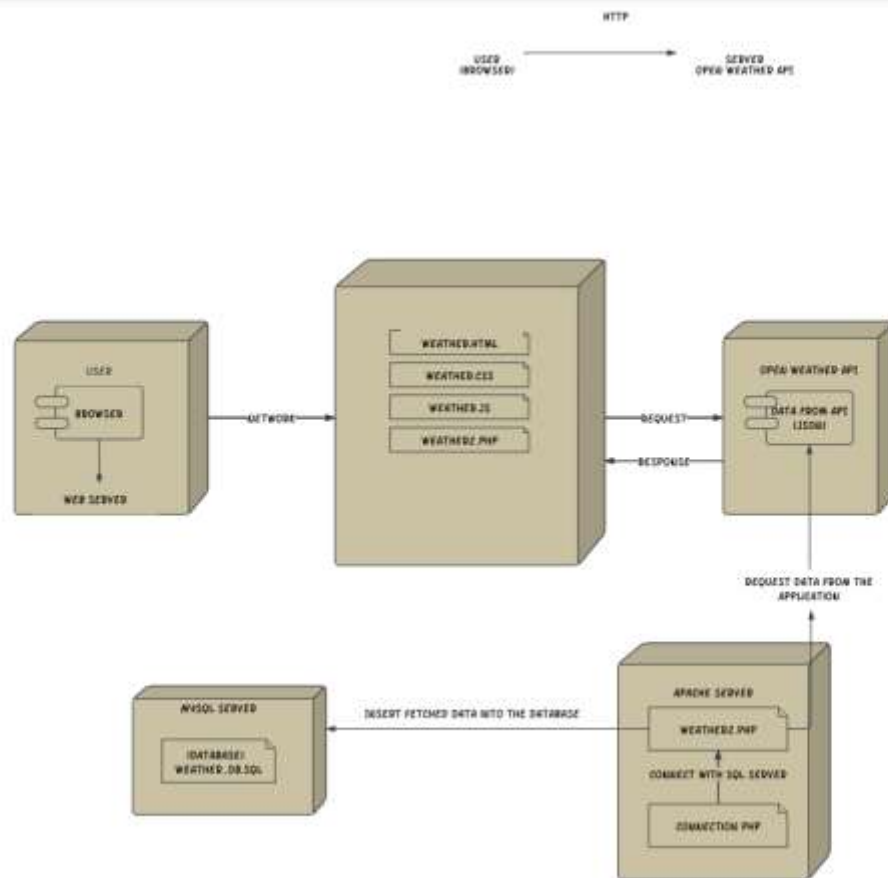 HTTP
USER
(BROWSER)
SERVER
OPEN WEATHER API
WEATHER.HTML
WEATHER.CSS
WEATHER.JS
WEATHER2.PHP
USER
BROWSER
WEB SERVER
NETWORK
REQUEST
RESPONSE
OPEN WEATHER API
DATA FROM API
(JSON)
REQUEST DATA FROM THE
APPLICATION
MYSQL SERVER
(DATABASE)
WEATHER_DB.SQL
INSERT FETCHED DATA INTO THE DATABASE
APACHE SERVER
WEATHER2.PHP
CONNECT WITH SQL SERVER
CONNECTION.PHP